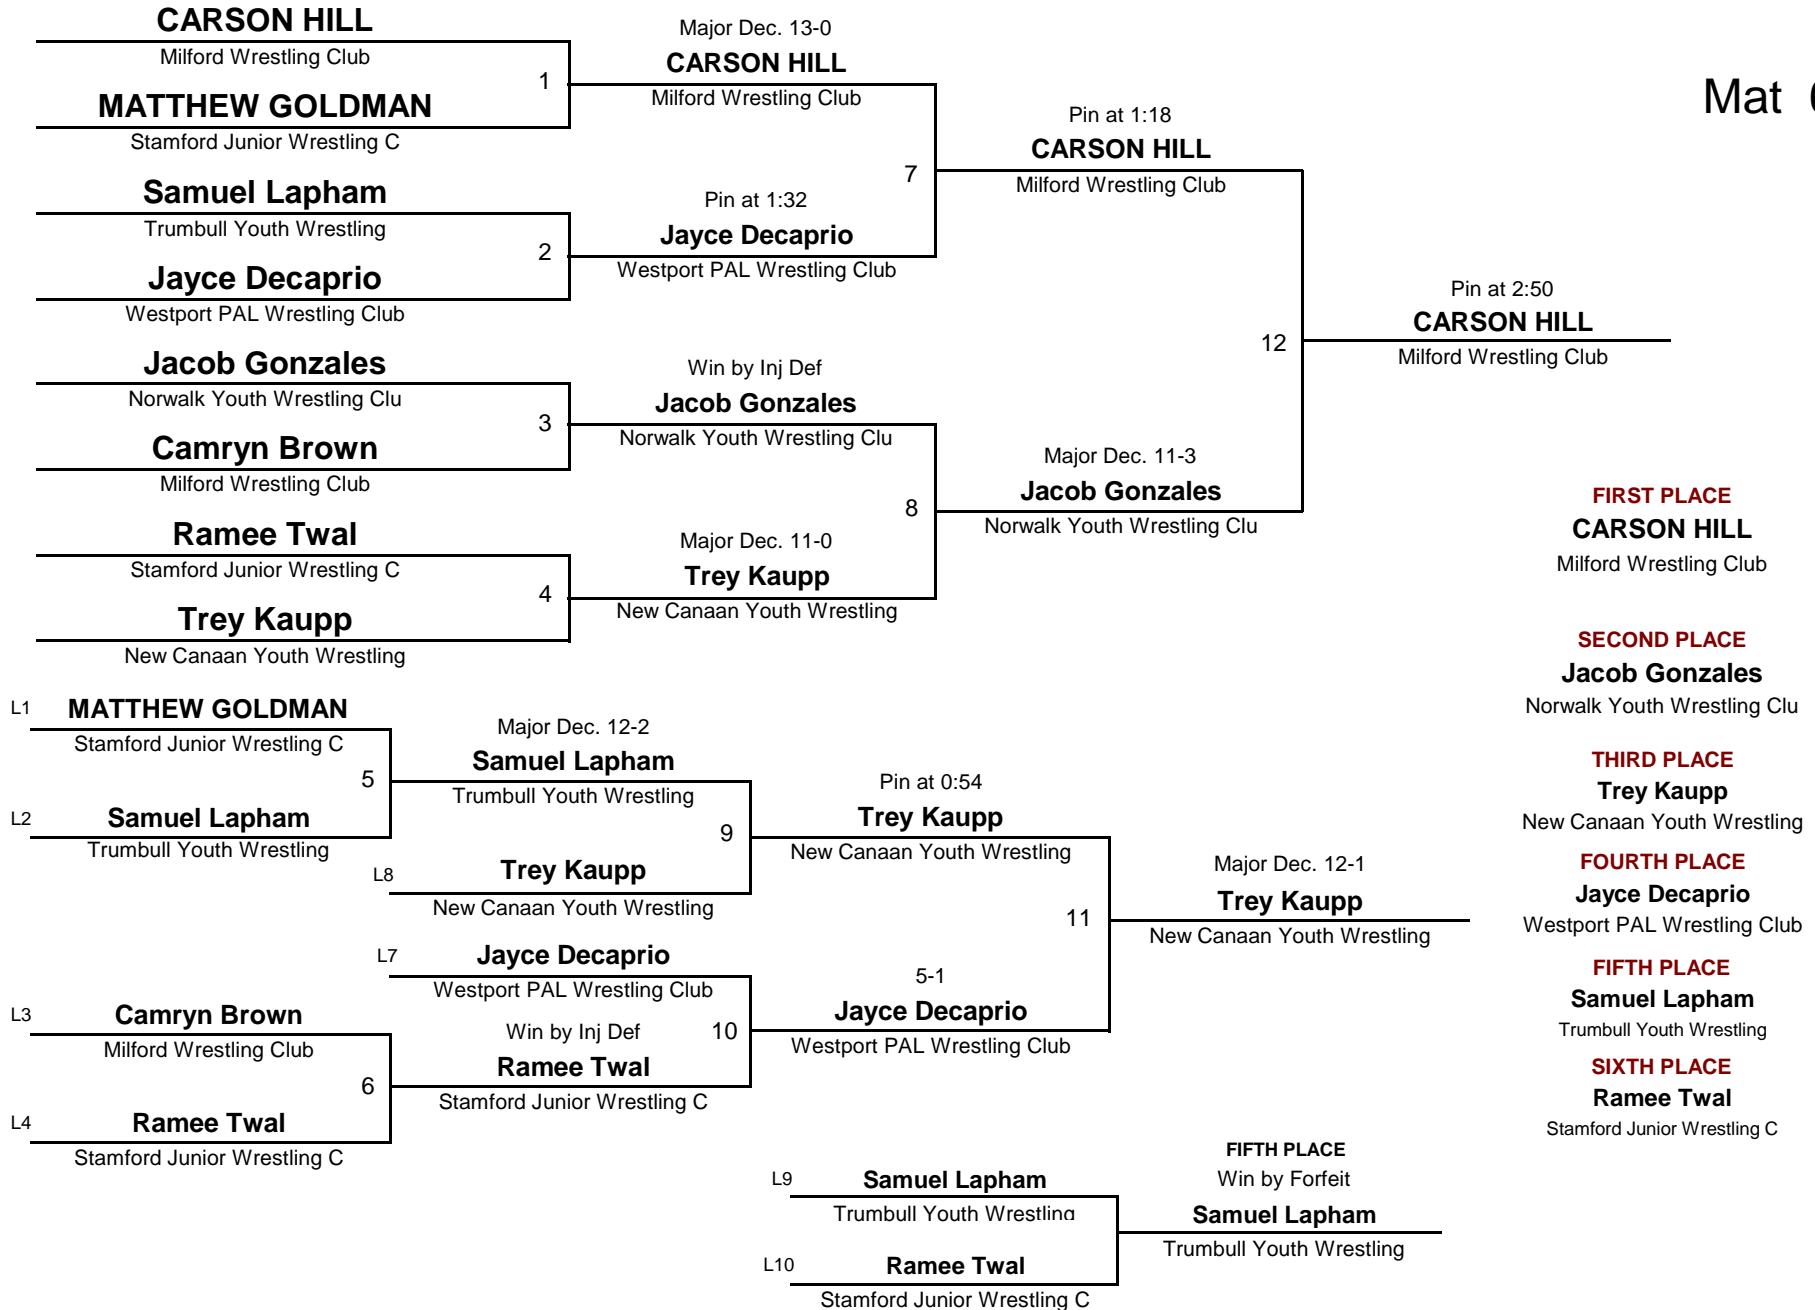 CARSON HILL
Milford Wrestling Club
1
MATTHEW GOLDMAN
Stamford Junior Wrestling C
Samuel Lapham
Trumbull Youth Wrestling
2
Jayce Decaprio
Westport PAL Wrestling Club
Jacob Gonzales
Norwalk Youth Wrestling Clu
3
Camryn Brown
Milford Wrestling Club
Ramee Twal
Stamford Junior Wrestling C
4
Trey Kaupp
New Canaan Youth Wrestling
Major Dec. 13-0
CARSON HILL
Milford Wrestling Club
7
Pin at 1:32
Jayce Decaprio
Westport PAL Wrestling Club
Win by Inj Def
Jacob Gonzales
Norwalk Youth Wrestling Clu
8
Major Dec. 11-0
Trey Kaupp
New Canaan Youth Wrestling
Pin at 1:18
CARSON HILL
Milford Wrestling Club
12
Major Dec. 11-3
Jacob Gonzales
Norwalk Youth Wrestling Clu
Pin at 2:50
CARSON HILL
Milford Wrestling Club
Mat
L1 MATTHEW GOLDMAN
Stamford Junior Wrestling C
5
L2 Samuel Lapham
Trumbull Youth Wrestling
L3 Camryn Brown
Milford Wrestling Club
6
L4 Ramee Twal
Stamford Junior Wrestling C
Major Dec. 12-2
Samuel Lapham
Trumbull Youth Wrestling
9
L8 Trey Kaupp
New Canaan Youth Wrestling
L7 Jayce Decaprio
Westport PAL Wrestling Club
Win by Inj Def 10
Ramee Twal
Stamford Junior Wrestling C
Pin at 0:54
Trey Kaupp
New Canaan Youth Wrestling
11
5-1
Jayce Decaprio
Westport PAL Wrestling Club
Major Dec. 12-1
Trey Kaupp
New Canaan Youth Wrestling
L9 Samuel Lapham
Trumbull Youth Wrestling
L10 Ramee Twal
Stamford Junior Wrestling C
FIFTH PLACE
Win by Forfeit
Samuel Lapham
Trumbull Youth Wrestling
FIRST PLACE
CARSON HILL
Milford Wrestling Club
SECOND PLACE
Jacob Gonzales
Norwalk Youth Wrestling Clu
THIRD PLACE
Trey Kaupp
New Canaan Youth Wrestling
FOURTH PLACE
Jayce Decaprio
Westport PAL Wrestling Club
FIFTH PLACE
Samuel Lapham
Trumbull Youth Wrestling
SIXTH PLACE
Ramee Twal
Stamford Junior Wrestling C